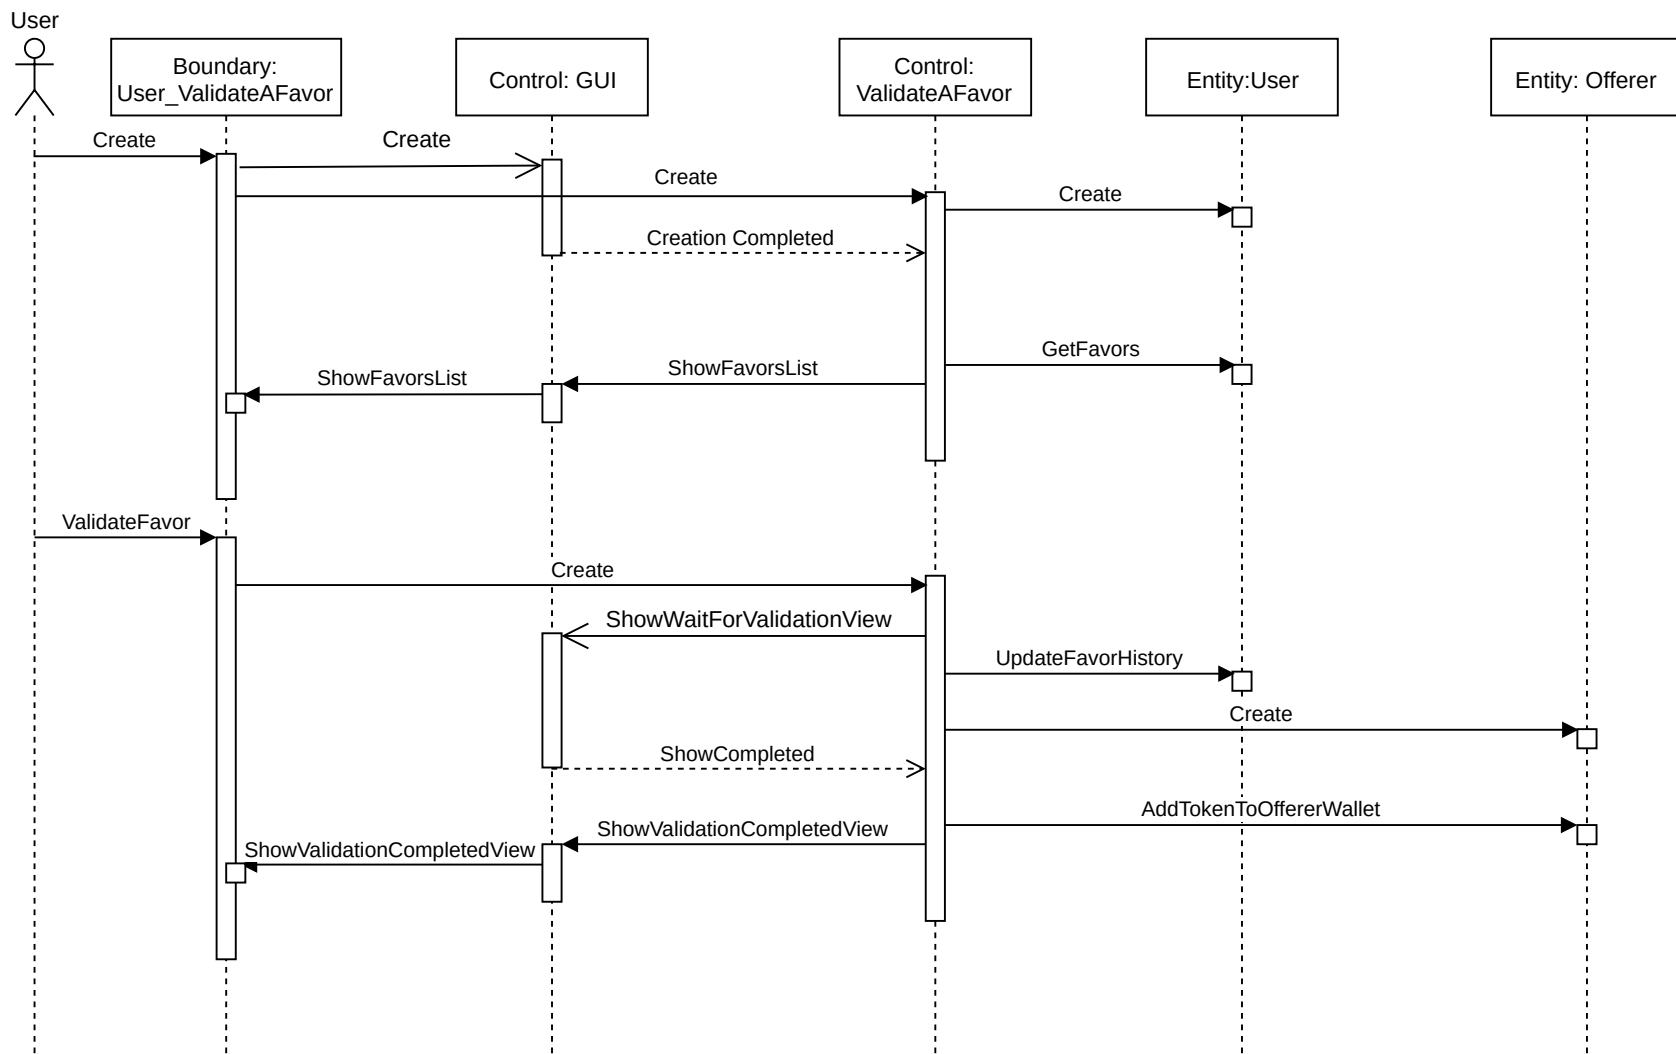 User
Boundary:
User_ValidateAFavor
Control: GUI
Control:
ValidateAFavor
Entity:User
Entity: Offerer
Create
Create
Create
Create
Creation Completed
GetFavors
ShowFavorsList
ShowFavorsList
ValidateFavor
Create
ShowWaitForValidationView
UpdateFavorHistory
Create
ShowCompleted
AddTokenToOffererWallet
ShowValidationCompletedView
ShowValidationCompletedView